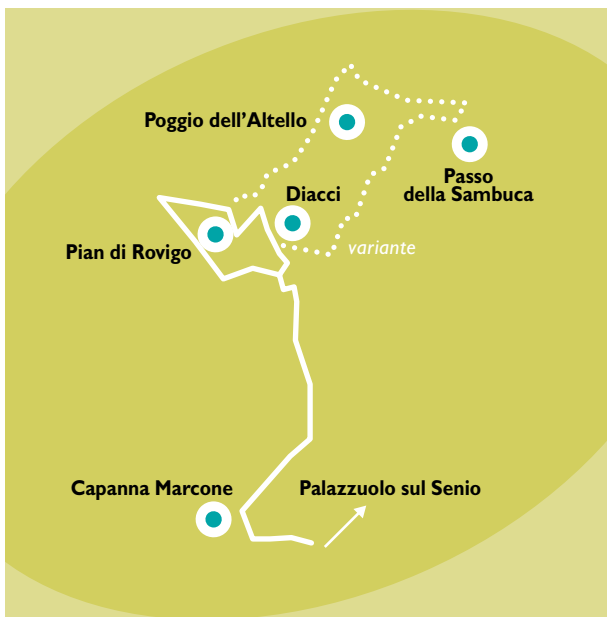 Poggio dell'Altello
Passo
della Sambuca
Diacci
variante
Pian di Rovigo
Capanna Marcone
Palazzuolo sul Senio